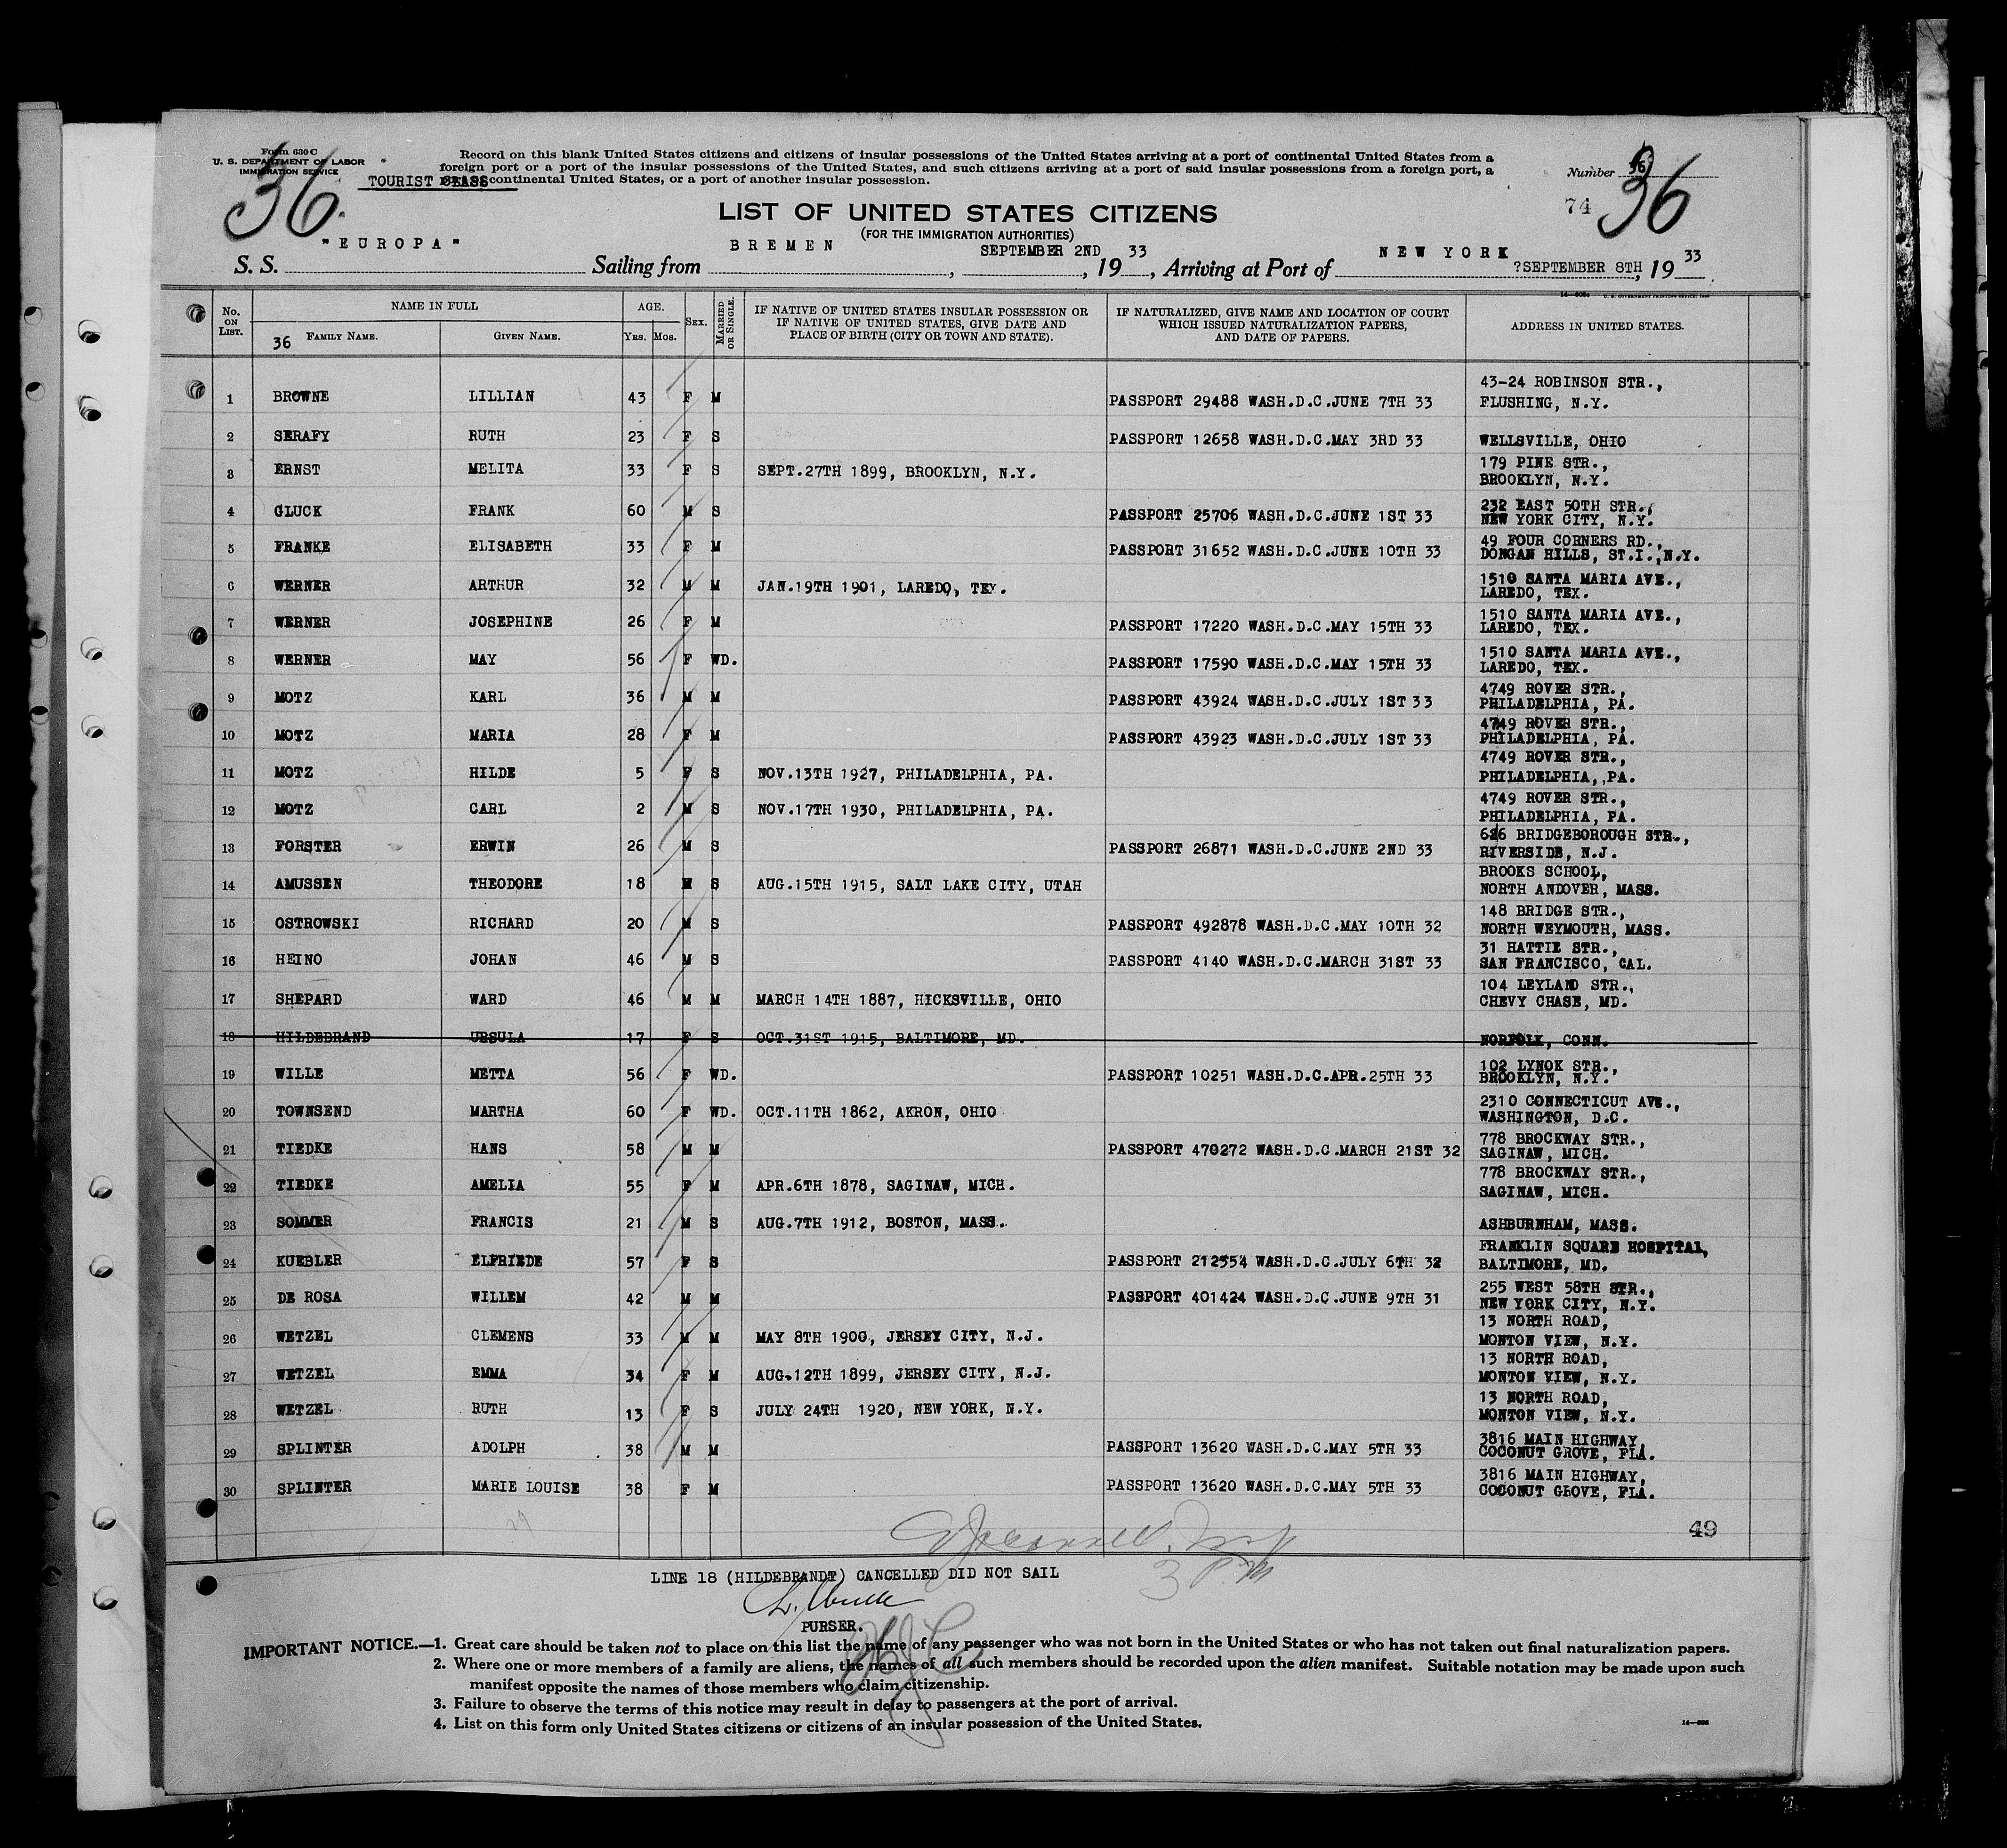 Form 630 C
U. S. DEPARTMENT OF LABOR
IMMIGRATION SERVICE
36
TOURIST CLASS
Record on this blank United States citizens and citizens of insular possessions of the United States arriving at a port of continental United States from a
foreign port or a port of the insular possessions of the United States, and such citizens arriving at a port of said insular possessions from a foreign port, a
continental United States, or a port of another insular possession.
Number 36
74 36
LIST OF UNITED STATES CITIZENS
(FOR THE IMMIGRATION AUTHORITIES)
S. S. "EUROPA" Sailing from BREMEN, SEPTEMBER 2ND, 1933, Arriving at Port of NEW YORK ?SEPTEMBER 8TH, 1933
No. ON LIST. NAME IN FULL AGE. SEX. MARRIED OR SINGLE. IF NATIVE OF UNITED STATES INSULAR POSSESSION OR IF NATIVE OF UNITED STATES, GIVE DATE AND PLACE OF BIRTH (CITY OR TOWN AND STATE). IF NATURALIZED, GIVE NAME AND LOCATION OF COURT WHICH ISSUED NATURALIZATION PAPERS, AND DATE OF PAPERS. ADDRESS IN UNITED STATES.
36 FAMILY NAME. GIVEN NAME. YRS. MOS.
1 BROWNE LILLIAN 43 F M PASSPORT 29488 WASH.D.C.JUNE 7TH 33 43-24 ROBINSON STR.,
FLUSHING, N.Y.
2 SERAFY RUTH 23 F S PASSPORT 12658 WASH.D.C.MAY 3RD 33 WELLSVILLE, OHIO
3 ERNST MELITA 33 F S SEPT.27TH 1899, BROOKLYN, N.Y. 179 PINE STR.,
BROOKLYN, N.Y.
4 GLUCK FRANK 60 M S PASSPORT 25706 WASH.D.C.JUNE 1ST 33 232 EAST 50TH STR.,
NEW YORK CITY, N.Y.
5 FRANKE ELISABETH 33 F M PASSPORT 31652 WASH.D.C.JUNE 10TH 33 49 FOUR CORNERS RD.,
DONGAN HILLS, ST.I.,N.Y.
6 WERNER ARTHUR 32 M M JAN.19TH 1901, LAREDO, TEX. 1510 SANTA MARIA AVE.,
LAREDO, TEX.
7 WERNER JOSEPHINE 26 F M PASSPORT 17220 WASH.D.C.MAY 15TH 33 1510 SANTA MARIA AVE.,
LAREDO, TEX.
8 WERNER MAY 56 F WD. PASSPORT 17590 WASH.D.C.MAY 15TH 33 1510 SANTA MARIA AVE.,
LAREDO, TEX.
9 MOTZ KARL 36 M M PASSPORT 43924 WASH.D.C.JULY 1ST 33 4749 ROVER STR.,
PHILADELPHIA, PA.
10 MOTZ MARIA 28 F M PASSPORT 43923 WASH.D.C.JULY 1ST 33 4749 ROVER STR.,
PHILADELPHIA, PA.
11 MOTZ HILDE 5 F S NOV.13TH 1927, PHILADELPHIA, PA. 4749 ROVER STR.,
PHILADELPHIA,,PA.
12 MOTZ CARL 2 M S NOV.17TH 1930, PHILADELPHIA, PA. 4749 ROVER STR.,
PHILADELPHIA, PA.
13 FORSTER ERWIN 26 M S PASSPORT 26871 WASH.D.C.JUNE 2ND 33 626 BRIDGEBOROUGH STR.,
RIVERSIDE, N.J.
14 AMUSSEN THEODORE 18 M S AUG.15TH 1915, SALT LAKE CITY, UTAH BROOKS SCHOOL,
NORTH ANDOVER, MASS.
15 OSTROWSKI RICHARD 20 M S PASSPORT 492878 WASH.D.C.MAY 10TH 32 148 BRIDGE STR.,
NORTH WEYMOUTH, MASS.
16 HEINO JOHAN 46 M S PASSPORT 4140 WASH.D.C.MARCH 31ST 33 31 HATTIE STR.,
SAN FRANCISCO, CAL.
17 SHEPARD WARD 46 M M MARCH 14TH 1887, HICKSVILLE, OHIO 104 LEYLAND STR.,
CHEVY CHASE, MD.
18 HILDEBRAND URSULA 17 F S OCT.31ST 1915, BALTIMORE, MD. NORFOLK, CONN.
19 WILLE METTA 56 F WD. PASSPORT 10251 WASH.D.C.APR.25TH 33 102 LYNOK STR.,
BROOKLYN, N.Y.
20 TOWNSEND MARTHA 60 F WD. OCT.11TH 1862, AKRON, OHIO 2310 CONNECTICUT AVE.,
WASHINGTON, D.C.
21 TIEDKE HANS 58 M M PASSPORT 470272 WASH.D.C.MARCH 21ST 32 778 BROCKWAY STR.,
SAGINAW, MICH.
22 TIEDKE AMELIA 55 F M APR.6TH 1878, SAGINAW, MICH. 778 BROCKWAY STR.,
SAGINAW, MICH.
23 SOMMER FRANCIS 21 M S AUG.7TH 1912, BOSTON, MASS. ASHBURNHAM, MASS.
24 KUEBLER ELFRIEDE 57 F S PASSPORT 212554 WASH.D.C.JULY 6TH 32 FRANKLIN SQUARE HOSPITAL,
BALTIMORE, MD.
25 DE ROSA WILLEM 42 M M PASSPORT 401424 WASH.D.C.JUNE 9TH 31 255 WEST 58TH STR.,
NEW YORK CITY, N.Y.
26 WETZEL CLEMENS 33 M M MAY 8TH 1900, JERSEY CITY, N.J. 13 NORTH ROAD,
MONTON VIEW, N.Y.
27 WETZEL EMMA 34 F M AUG.12TH 1899, JERSEY CITY, N.J. 13 NORTH ROAD,
MONTON VIEW, N.Y.
28 WETZEL RUTH 13 F S JULY 24TH 1920, NEW YORK, N.Y. 13 NORTH ROAD,
MONTON VIEW, N.Y.
29 SPLINTER ADOLPH 38 M M PASSPORT 13620 WASH.D.C.MAY 5TH 33 3816 MAIN HIGHWAY,
COCONUT GROVE, FLA.
30 SPLINTER MARIE LOUISE 38 F M PASSPORT 13620 WASH.D.C.MAY 5TH 33 3816 MAIN HIGHWAY,
COCONUT GLOVE, FLA.
49
3 P.M
LINE 18 (HILDEBRANDT) CANCELLED DID NOT SAIL
PURSER.
IMPORTANT NOTICE.—1. Great care should be taken not to place on this list the name of any passenger who was not born in the United States or who has not taken out final naturalization papers.
2. Where one or more members of a family are aliens, the names of all such members should be recorded upon the alien manifest. Suitable notation may be made upon such
manifest opposite the names of those members who claim citizenship.
3. Failure to observe the terms of this notice may result in delay to passengers at the port of arrival.
4. List on this form only United States citizens or citizens of an insular possession of the United States.